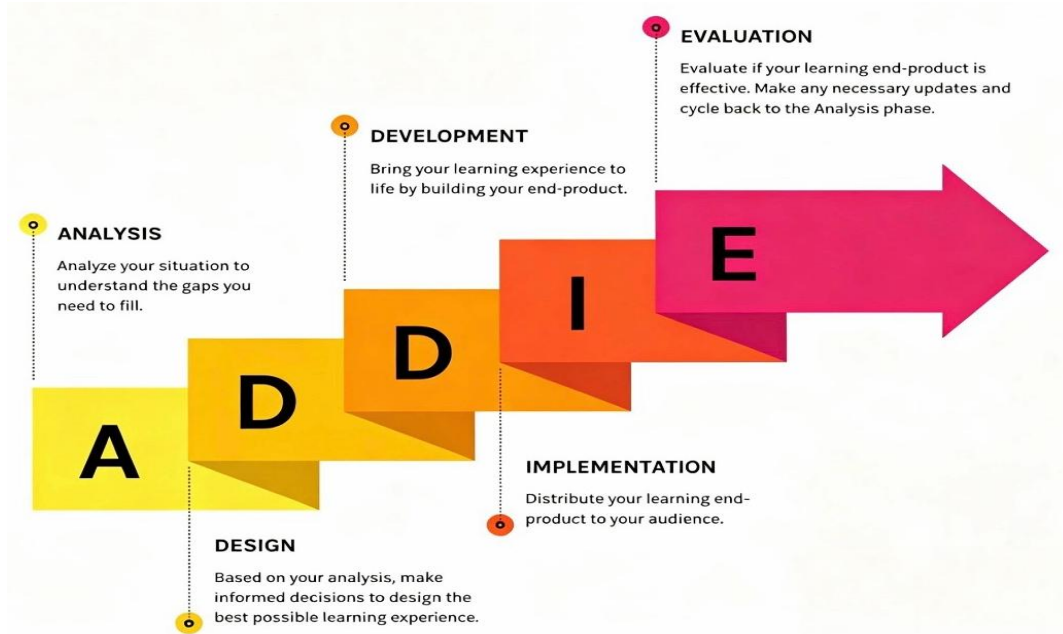 EVALUATION
Evaluate if your learning end-product is
effective. Make any necessary updates and
cycle back to the Analysis phase.
DEVELOPMENT
Bring your learning experience to
life by building your end-product.
ANALYSIS
Analyze your situation to
understand the gaps you
need to fill.
A
D
D
I
E
IMPLEMENTATION
Distribute your learning end-
product to your audience.
DESIGN
Based on your analysis, make
informed decisions to design the
best possible learning experience.